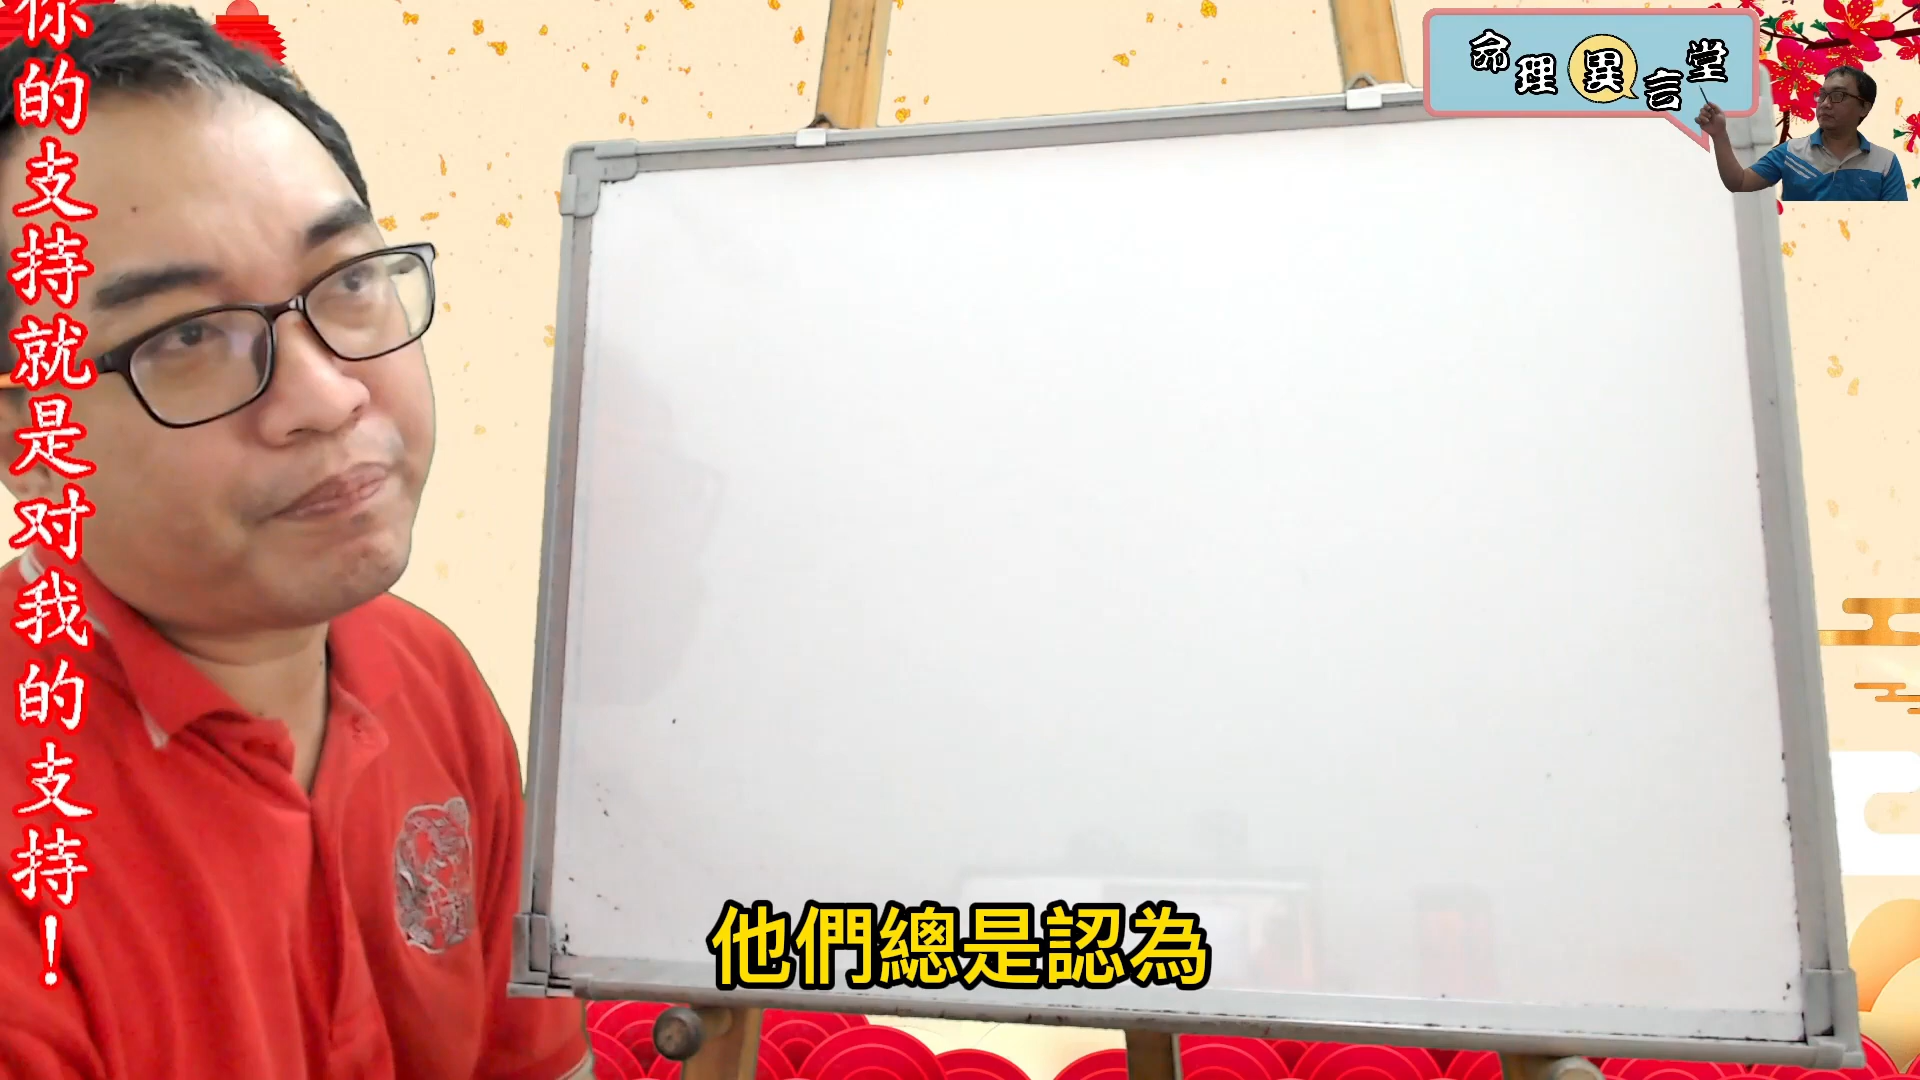 你的支持就是对我的支持！
命理異言堂
他們總是認為